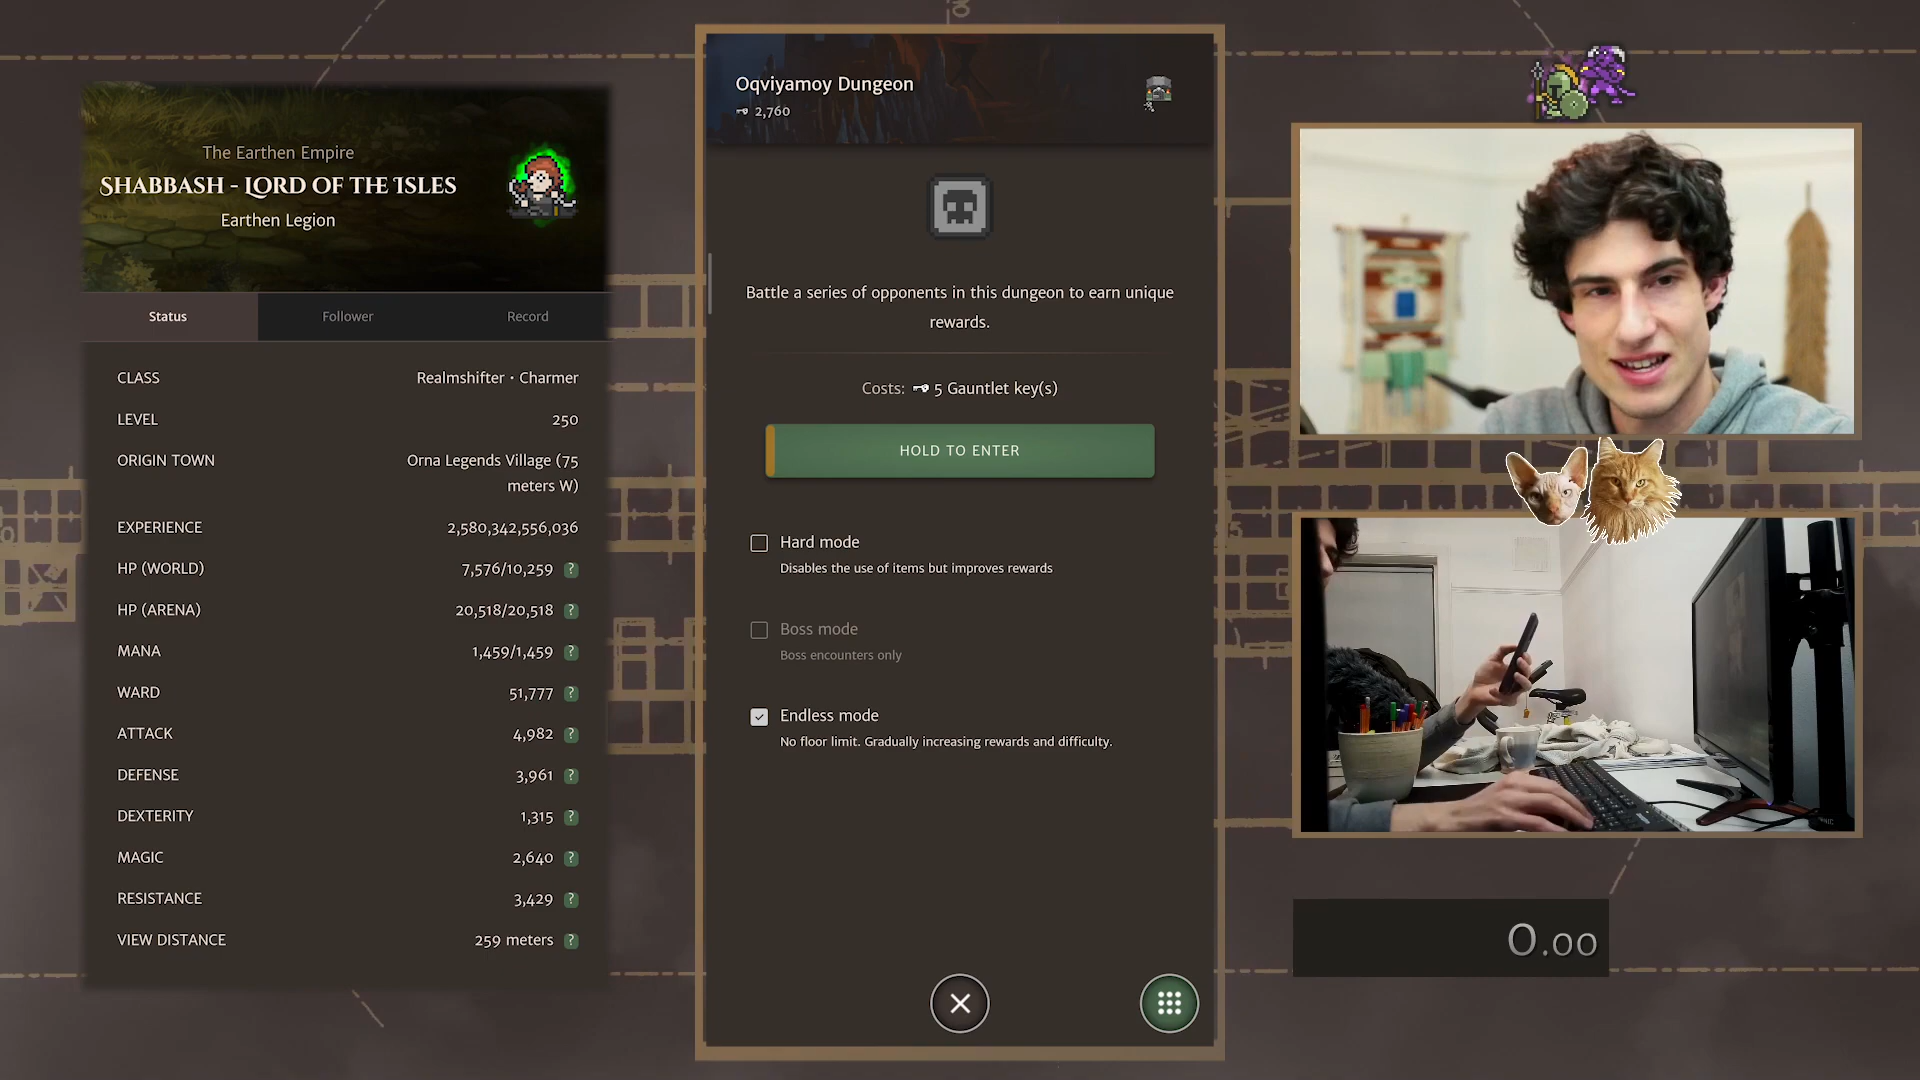 The Earthen Empire
Shabbash - Lord of the Isles
Earthen Legion
Status
Follower
Record
CLASS
Realmshifter · Charmer
LEVEL
250
ORIGIN TOWN
Orna Legends Village (75
meters W)
EXPERIENCE
2,580,342,556,036
HP (WORLD)
7,576/10,259 ?
HP (ARENA)
20,518/20,518 ?
MANA
1,459/1,459 ?
WARD
51,777 ?
ATTACK
4,982 ?
DEFENSE
3,961 ?
DEXTERITY
1,315 ?
MAGIC
2,640 ?
RESISTANCE
3,429 ?
VIEW DISTANCE
259 meters ?
Oqviyamoy Dungeon
2,760
Battle a series of opponents in this dungeon to earn unique
rewards.
Costs: 5 Gauntlet key(s)
HOLD TO ENTER
Hard mode
Disables the use of items but improves rewards
Boss mode
Boss encounters only
Endless mode
No floor limit. Gradually increasing rewards and difficulty.
0.00